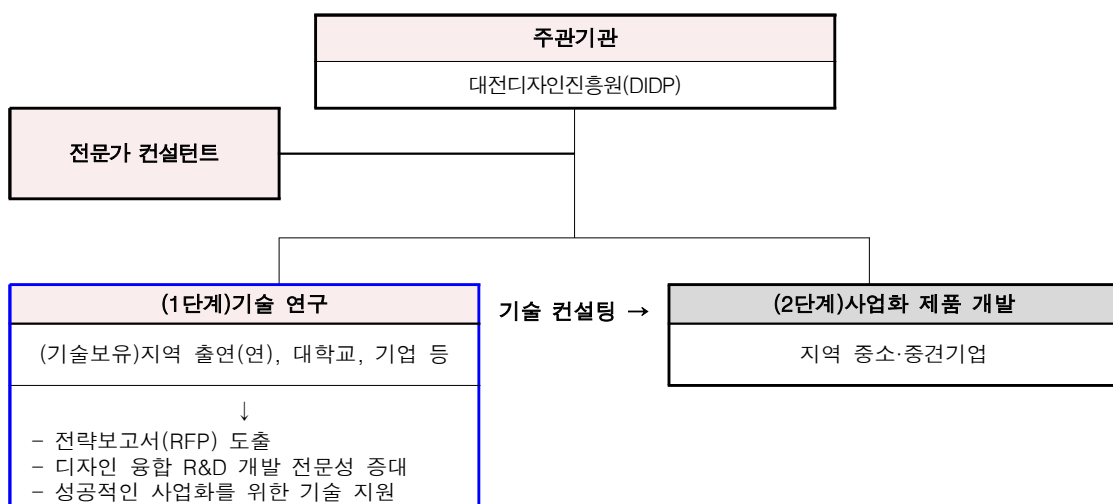 주관기관
대전디자인진흥원(DIDP)
전문가 컨설턴트
(1단계)기술 연구
(기술보유)지역 출연(연), 대학교, 기업 등
↓
- 전략보고서(RFP) 도출
- 디자인 융합 R&D 개발 전문성 증대
- 성공적인 사업화를 위한 기술 지원
기술 컨설팅 →
(2단계)사업화 제품 개발
지역 중소·중견기업